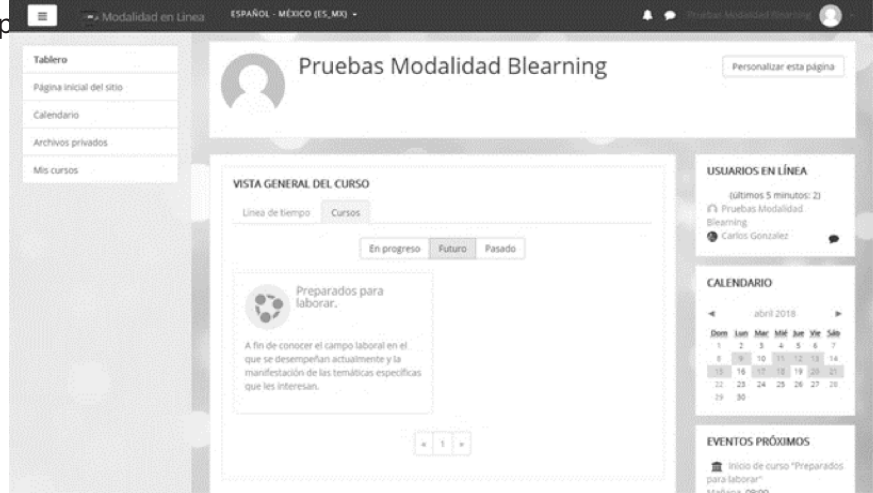 p
Modalidad en Línea
ESPAÑOL - MÉXICO (ES_MX)
Pruebas Modalidad Blearning
Tablero
Página inicial del sitio
Calendario
Archivos privados
Mis cursos
Pruebas Modalidad Blearning
Personalizar esta página
VISTA GENERAL DEL CURSO
Línea de tiempo Cursos
En progreso Futuro Pasado
Preparados para
laborar.
A fin de conocer el campo laboral en el
que se desempeñan actualmente y la
manifestación de las temáticas específicas
que les interesan.
« 1 »
USUARIOS EN LÍNEA
(últimos 5 minutos: 2)
Pruebas Modalidad
Blearning
Carlos Gonzalez
CALENDARIO
◄ abril 2018 ►
Dom Lun Mar Mié Jue Vie Sáb
1 2 3 4 5 6 7
8 9 10 11 12 13 14
15 16 17 18 19 20 21
22 23 24 25 26 27 28
29 30
EVENTOS PRÓXIMOS
Inicio de curso "Preparados
para laborar"
Mañana, 09:00